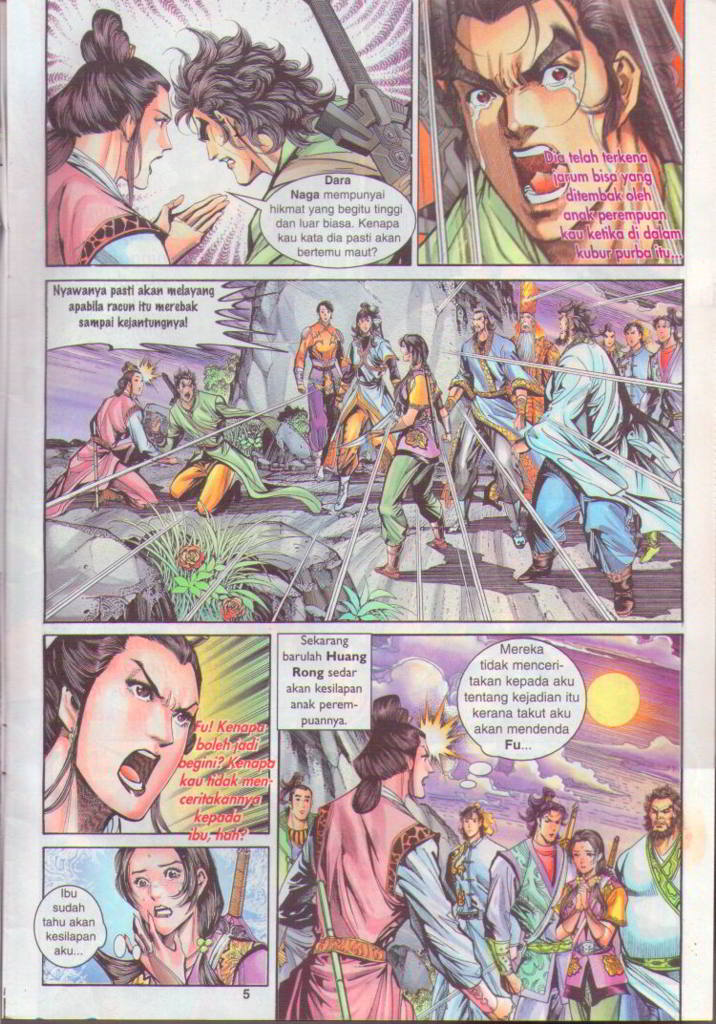 Dara
Naga mempunyai
hikmat yang begitu tinggi
dan luar biasa. Kenapa
kau kata dia pasti akan
bertemu maut?
Dia telah terkena
jarum bisa yang
ditembak oleh
anak perempuan
kau ketika di dalam
kubur purba itu...
Nyawanya pasti akan melayang
apabila racun itu merebak
sampai kejantungnya!
Fu! Kenapa
boleh jadi
begini? Kenapa
kau tidak men-
ceritakannya
kepada
ibu, hah?
Sekarang
barulah Huang
Rong sedar
akan kesilapan
anak perem-
puannya.
Mereka
tidak menceri-
takan kepada aku
tentang kejadian itu
kerana takut aku
akan mendenda
Fu...
Ibu
sudah
tahu akan
kesilapan
aku...
5